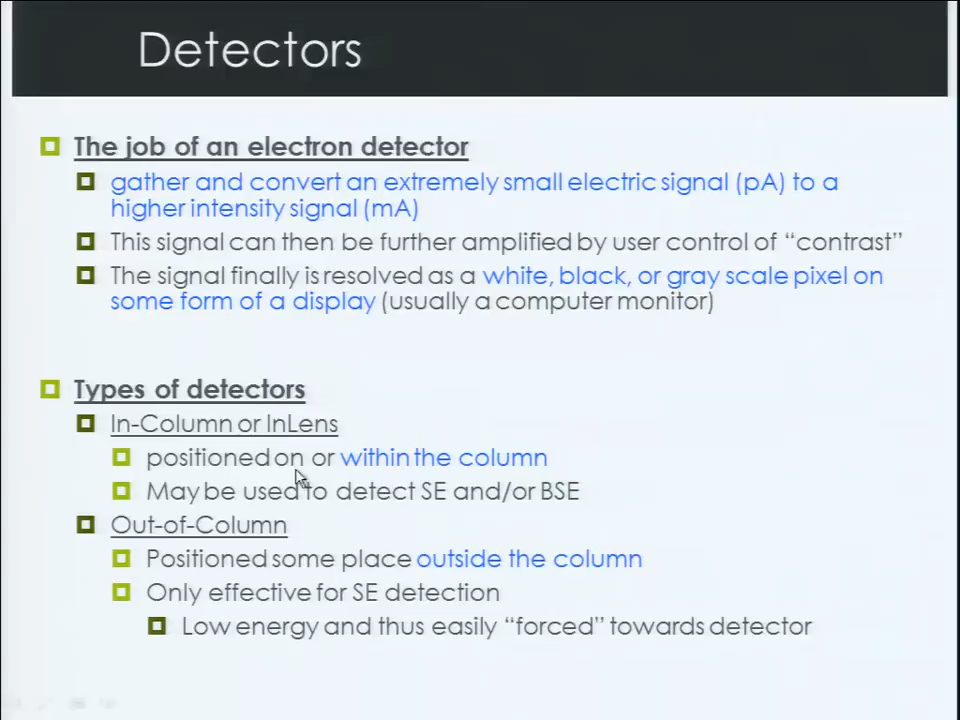 Detectors
The job of an electron detector
gather and convert an extremely small electric signal (pA) to a
higher intensity signal (mA)
This signal can then be further amplified by user control of “contrast”
The signal finally is resolved as a white, black, or gray scale pixel on
some form of a display (usually a computer monitor)
Types of detectors
In-Column or InLens
positioned on or within the column
May be used to detect SE and/or BSE
Out-of-Column
Positioned some place outside the column
Only effective for SE detection
Low energy and thus easily “forced” towards detector